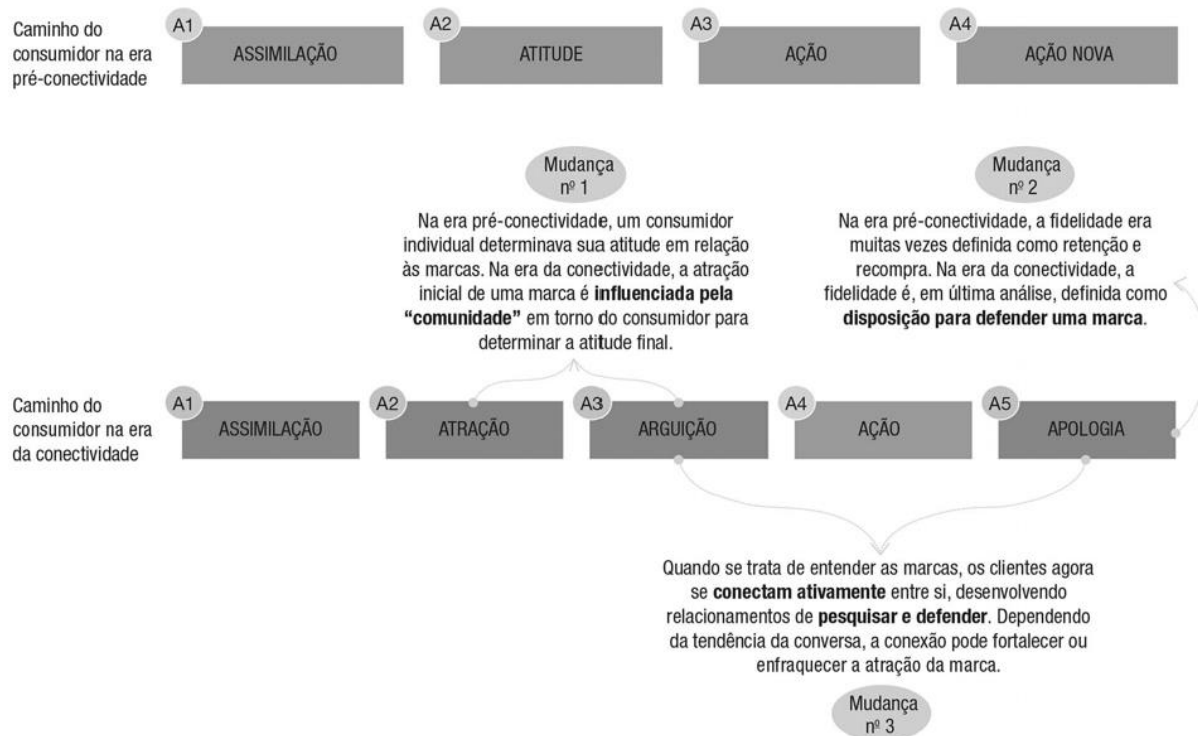 Caminho do
consumidor na era
pré-conectividade
A1
ASSIMILAÇÃO
A2
ATITUDE
A3
AÇÃO
A4
AÇÃO NOVA
Mudança
nº 1
Na era pré-conectividade, um consumidor
individual determinava sua atitude em relação
às marcas. Na era da conectividade, a atração
inicial de uma marca é influenciada pela
“comunidade” em torno do consumidor para
determinar a atitude final.
Mudança
nº 2
Na era pré-conectividade, a fidelidade era
muitas vezes definida como retenção e
recompra. Na era da conectividade, a
fidelidade é, em última análise, definida como
disposição para defender uma marca.
Caminho do
consumidor na era
da conectividade
A1
ASSIMILAÇÃO
A2
ATRAÇÃO
A3
ARGUIÇÃO
A4
AÇÃO
A5
APOLOGIA
Quando se trata de entender as marcas, os clientes agora
se conectam ativamente entre si, desenvolvendo
relacionamentos de pesquisar e defender. Dependendo
da tendência da conversa, a conexão pode fortalecer ou
enfraquecer a atração da marca.
Mudança
nº 3